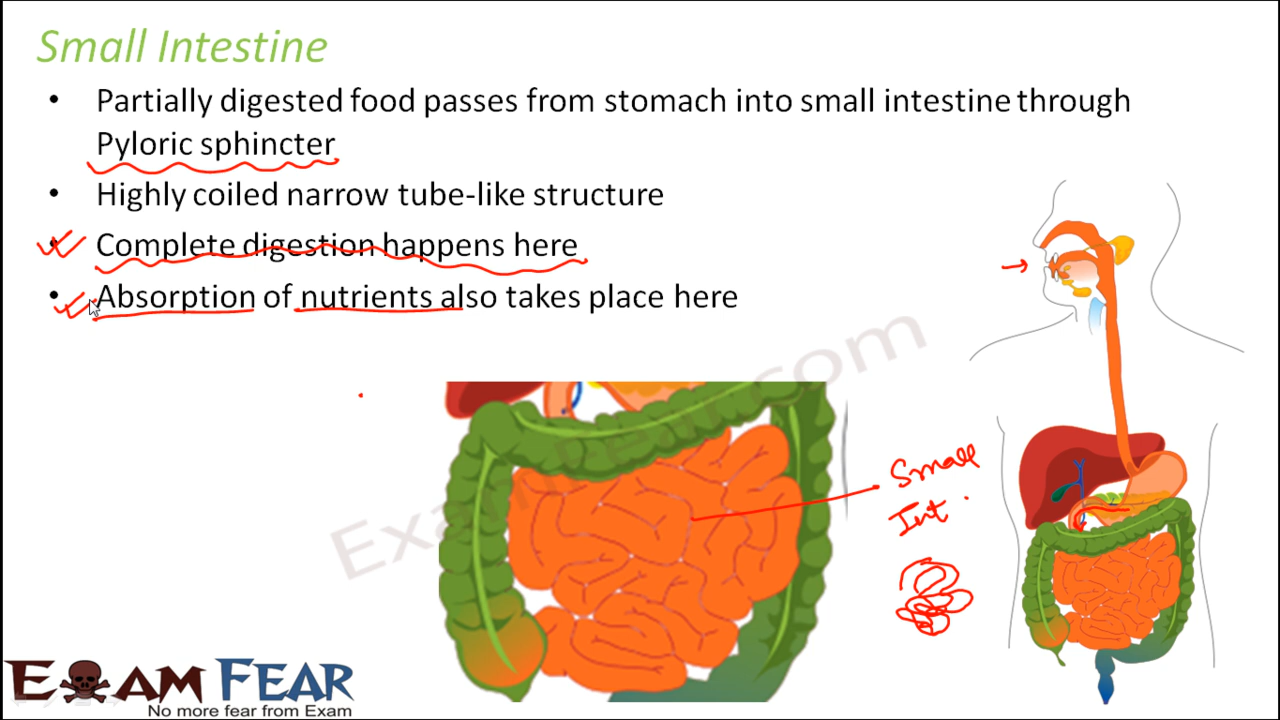 Small Intestine
• Partially digested food passes from stomach into small intestine through
Pyloric sphincter
• Highly coiled narrow tube-like structure
• Complete digestion happens here
• Absorption of nutrients also takes place here
Examfear.com
Small
Int
EXAM FEAR
No more fear from Exam